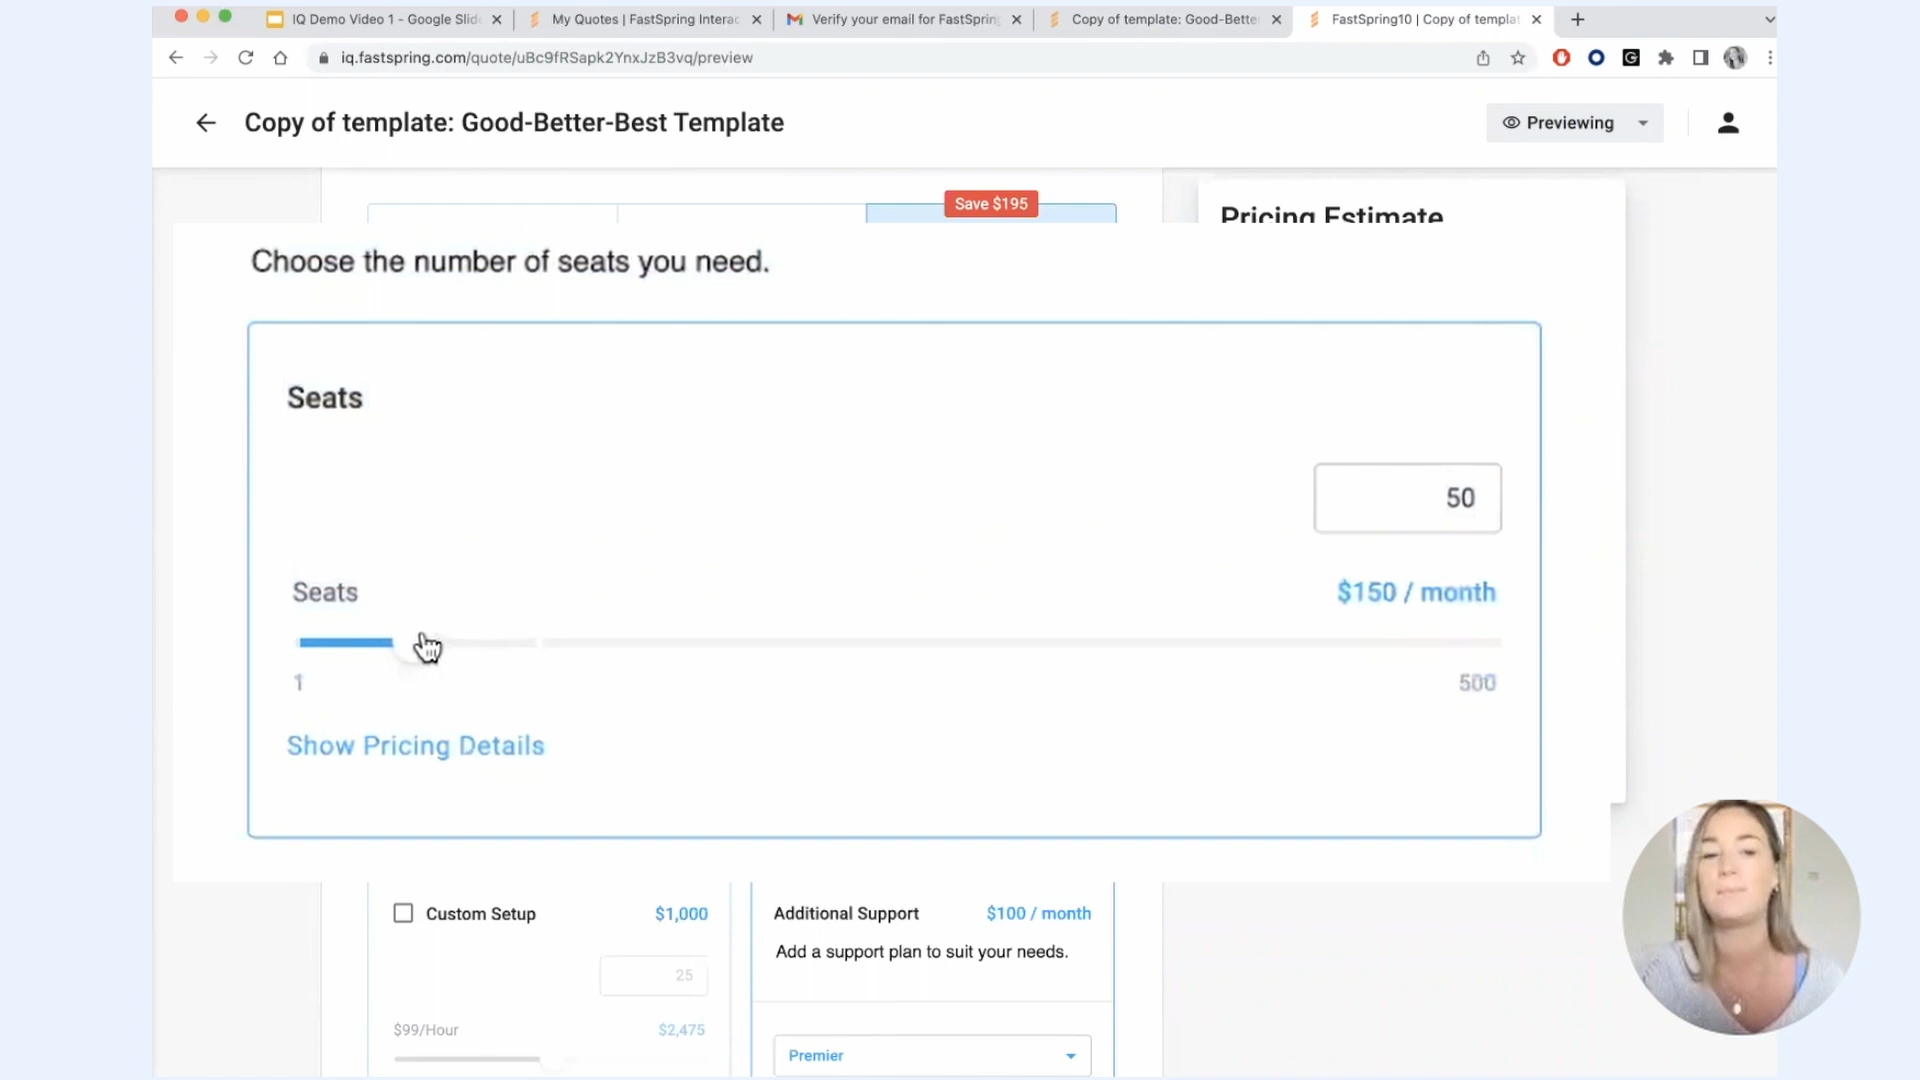 IQ Demo Video 1 - Google Slide
My Quotes | FastSpring Interac
Verify your email for FastSpring
Copy of template: Good-Better
FastSpring10 | Copy of templat
iq.fastspring.com/quote/uBc9fRSapk2YnxJzB3vq/preview
Copy of template: Good-Better-Best Template
Previewing
Save $195
Pricing Estimate
Choose the number of seats you need.
Seats
50
Seats
$150 / month
1
500
Show Pricing Details
Custom Setup
$1,000
25
$99/Hour
$2,475
Additional Support
$100 / month
Add a support plan to suit your needs.
Premier